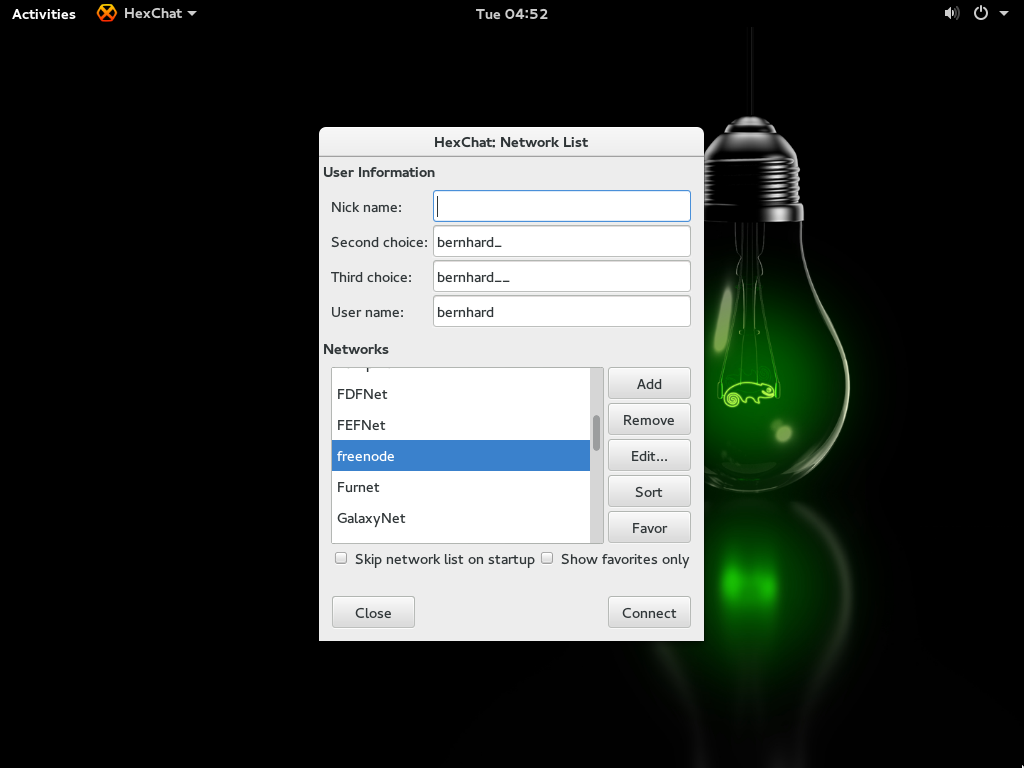 Activities HexChat Tue 04:52
HexChat: Network List
User Information
Nick name:
Second choice: bernhard_
Third choice: bernhard__
User name: bernhard
Networks
FDFNet
FEFNet
freenode
Furnet
GalaxyNet
Add
Remove
Edit...
Sort
Favor
Skip network list on startup Show favorites only
Close Connect